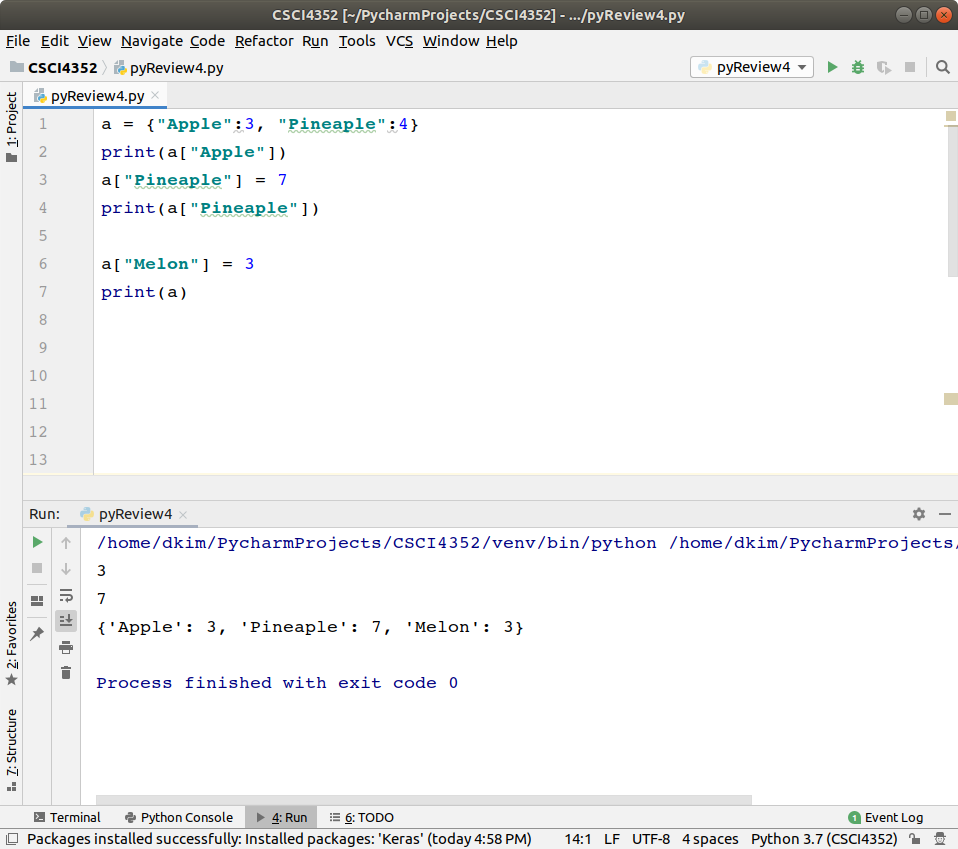 CSCI4352 [~/PycharmProjects/CSCI4352] - .../pyReview4.py
File Edit View Navigate Code Refactor Run Tools VCS Window Help
CSCI4352 pyReview4.py pyReview4
1: Project
pyReview4.py
1 a = {"Apple":3, "Pineaple":4}
2 print(a["Apple"])
3 a["Pineaple"] = 7
4 print(a["Pineaple"])
5
6 a["Melon"] = 3
7 print(a)
8
9
10
11
12
13
Run: pyReview4
/home/dkim/PycharmProjects/CSCI4352/venv/bin/python /home/dkim/PycharmProjects/
3
7
{'Apple': 3, 'Pineaple': 7, 'Melon': 3}
Process finished with exit code 0
2: Favorites
7: Structure
Terminal Python Console 4: Run 6: TODO 1 Event Log
Packages installed successfully: Installed packages: 'Keras' (today 4:58 PM) 14:1 LF UTF-8 4 spaces Python 3.7 (CSCI4352)